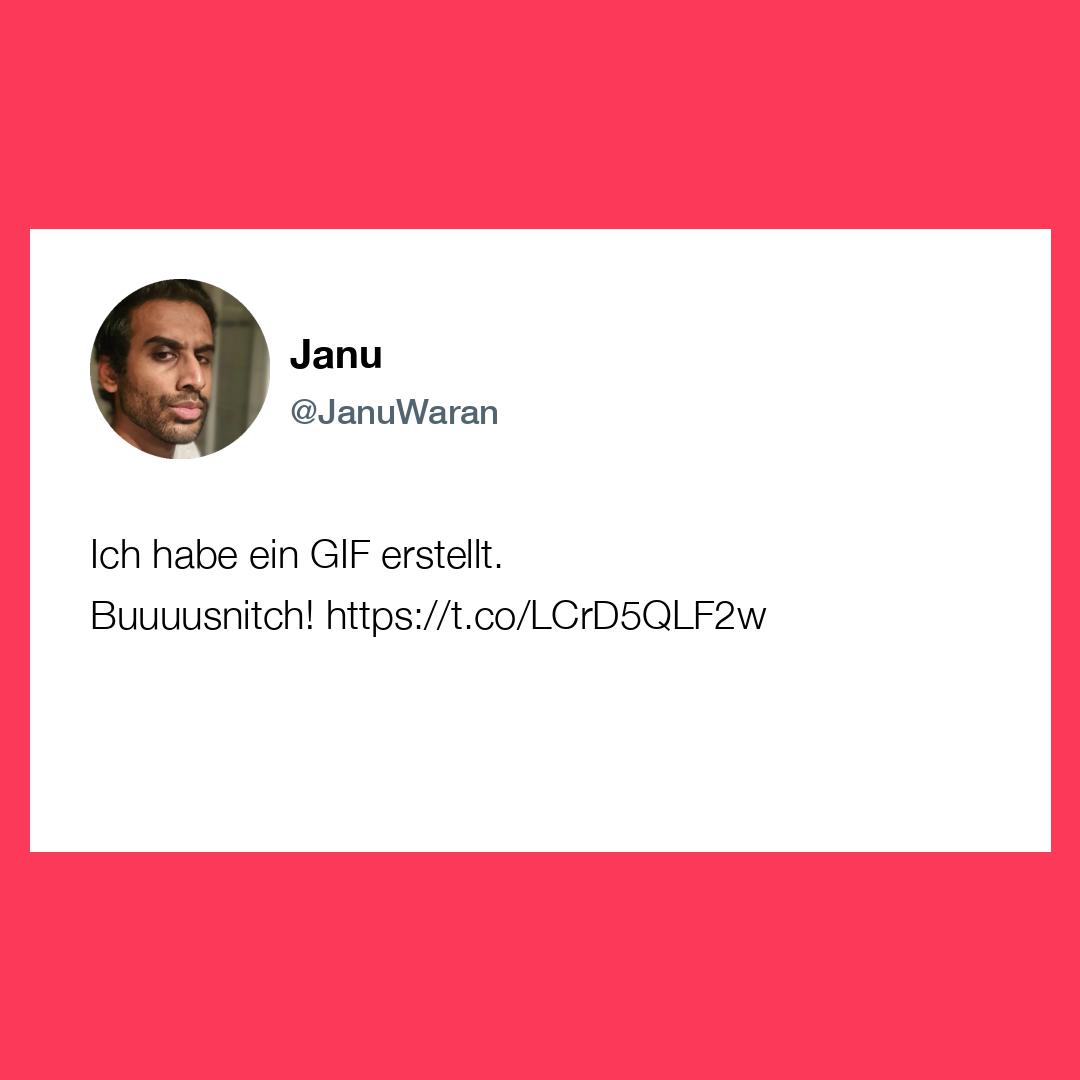 Janu
@JanuWaran
Ich habe ein GIF erstellt.
Buuuusnitch! https://t.co/LCrD5QLF2w